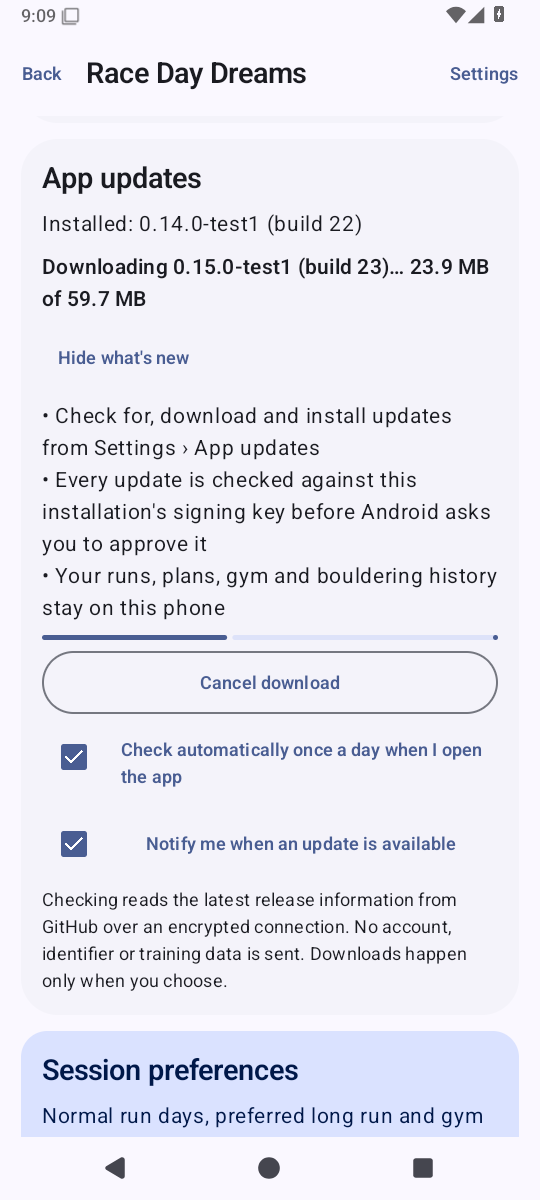 9:09
Back Race Day Dreams Settings
App updates
Installed: 0.14.0-test1 (build 22)
Downloading 0.15.0-test1 (build 23)... 23.9 MB
of 59.7 MB
Hide what's new
• Check for, download and install updates
from Settings › App updates
• Every update is checked against this
installation's signing key before Android asks
you to approve it
• Your runs, plans, gym and bouldering history
stay on this phone
Cancel download
Check automatically once a day when I open
the app
Notify me when an update is available
Checking reads the latest release information from
GitHub over an encrypted connection. No account,
identifier or training data is sent. Downloads happen
only when you choose.
Session preferences
Normal run days, preferred long run and gym